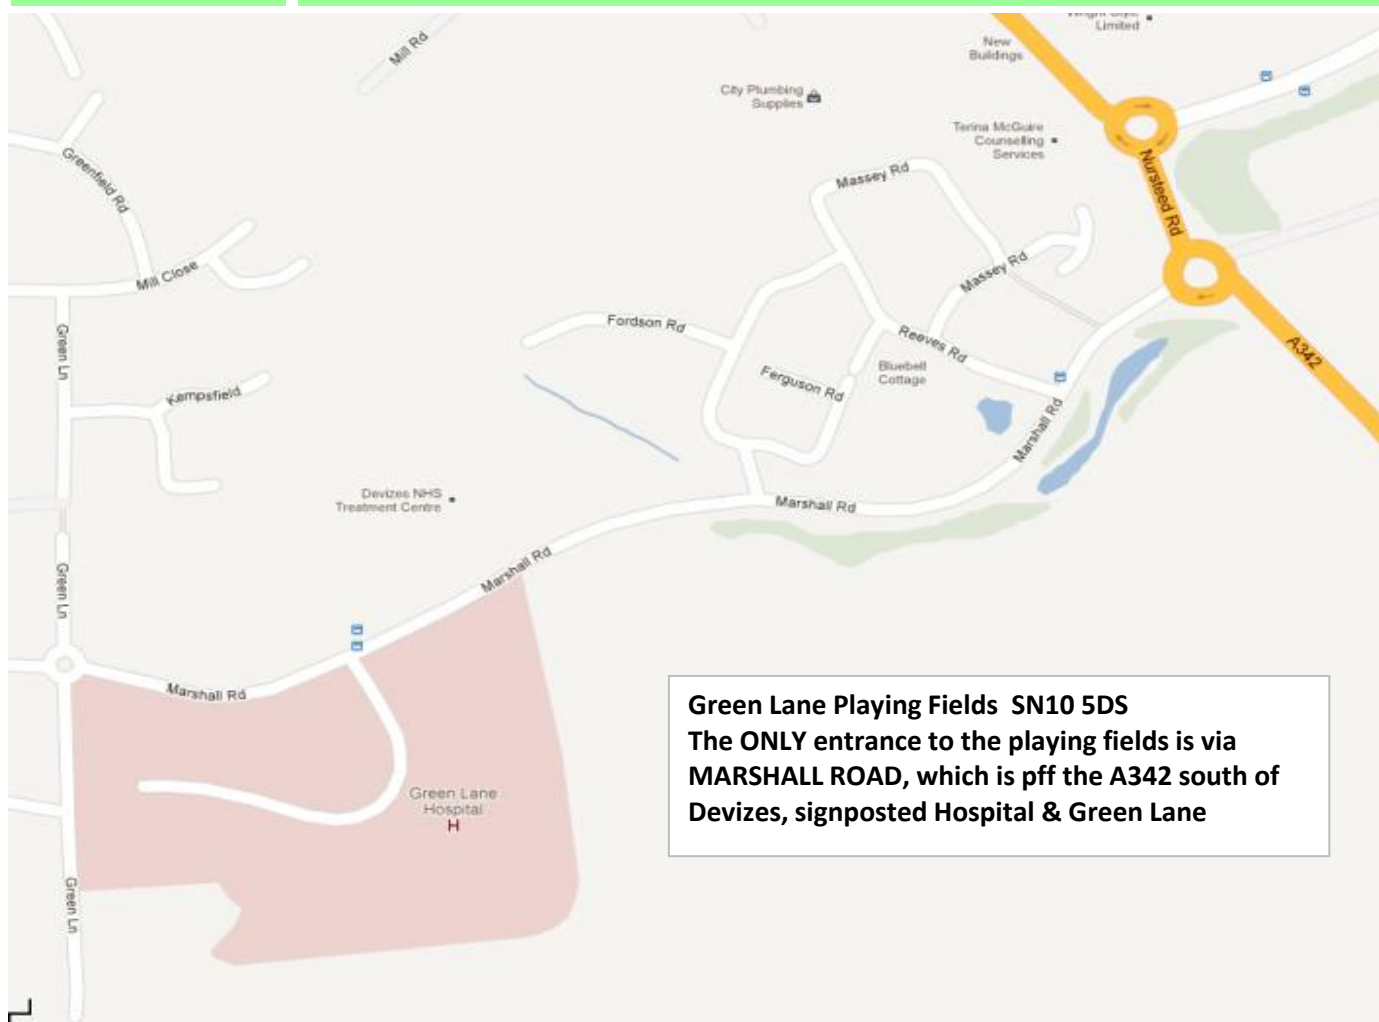 Limited
New
Buildings
Mill Rd
City Plumbing
Supplies
Terina McGuire
Counselling
Services
Greenfield Rd
Massey Rd
Nursteed Rd
Mill Close
Massey Rd
Green Ln
Fordson Rd
Reeves Rd
A342
Bluebell
Cottage
Ferguson Rd
Kempsfield
Marshall Rd
Devizes NHS
Treatment Centre
Marshall Rd
Green Ln
Marshall Rd
Marshall Rd
Green Lane
Hospital
H
Green Ln
Green Lane Playing Fields SN10 5DS
The ONLY entrance to the playing fields is via
MARSHALL ROAD, which is pff the A342 south of
Devizes, signposted Hospital & Green Lane